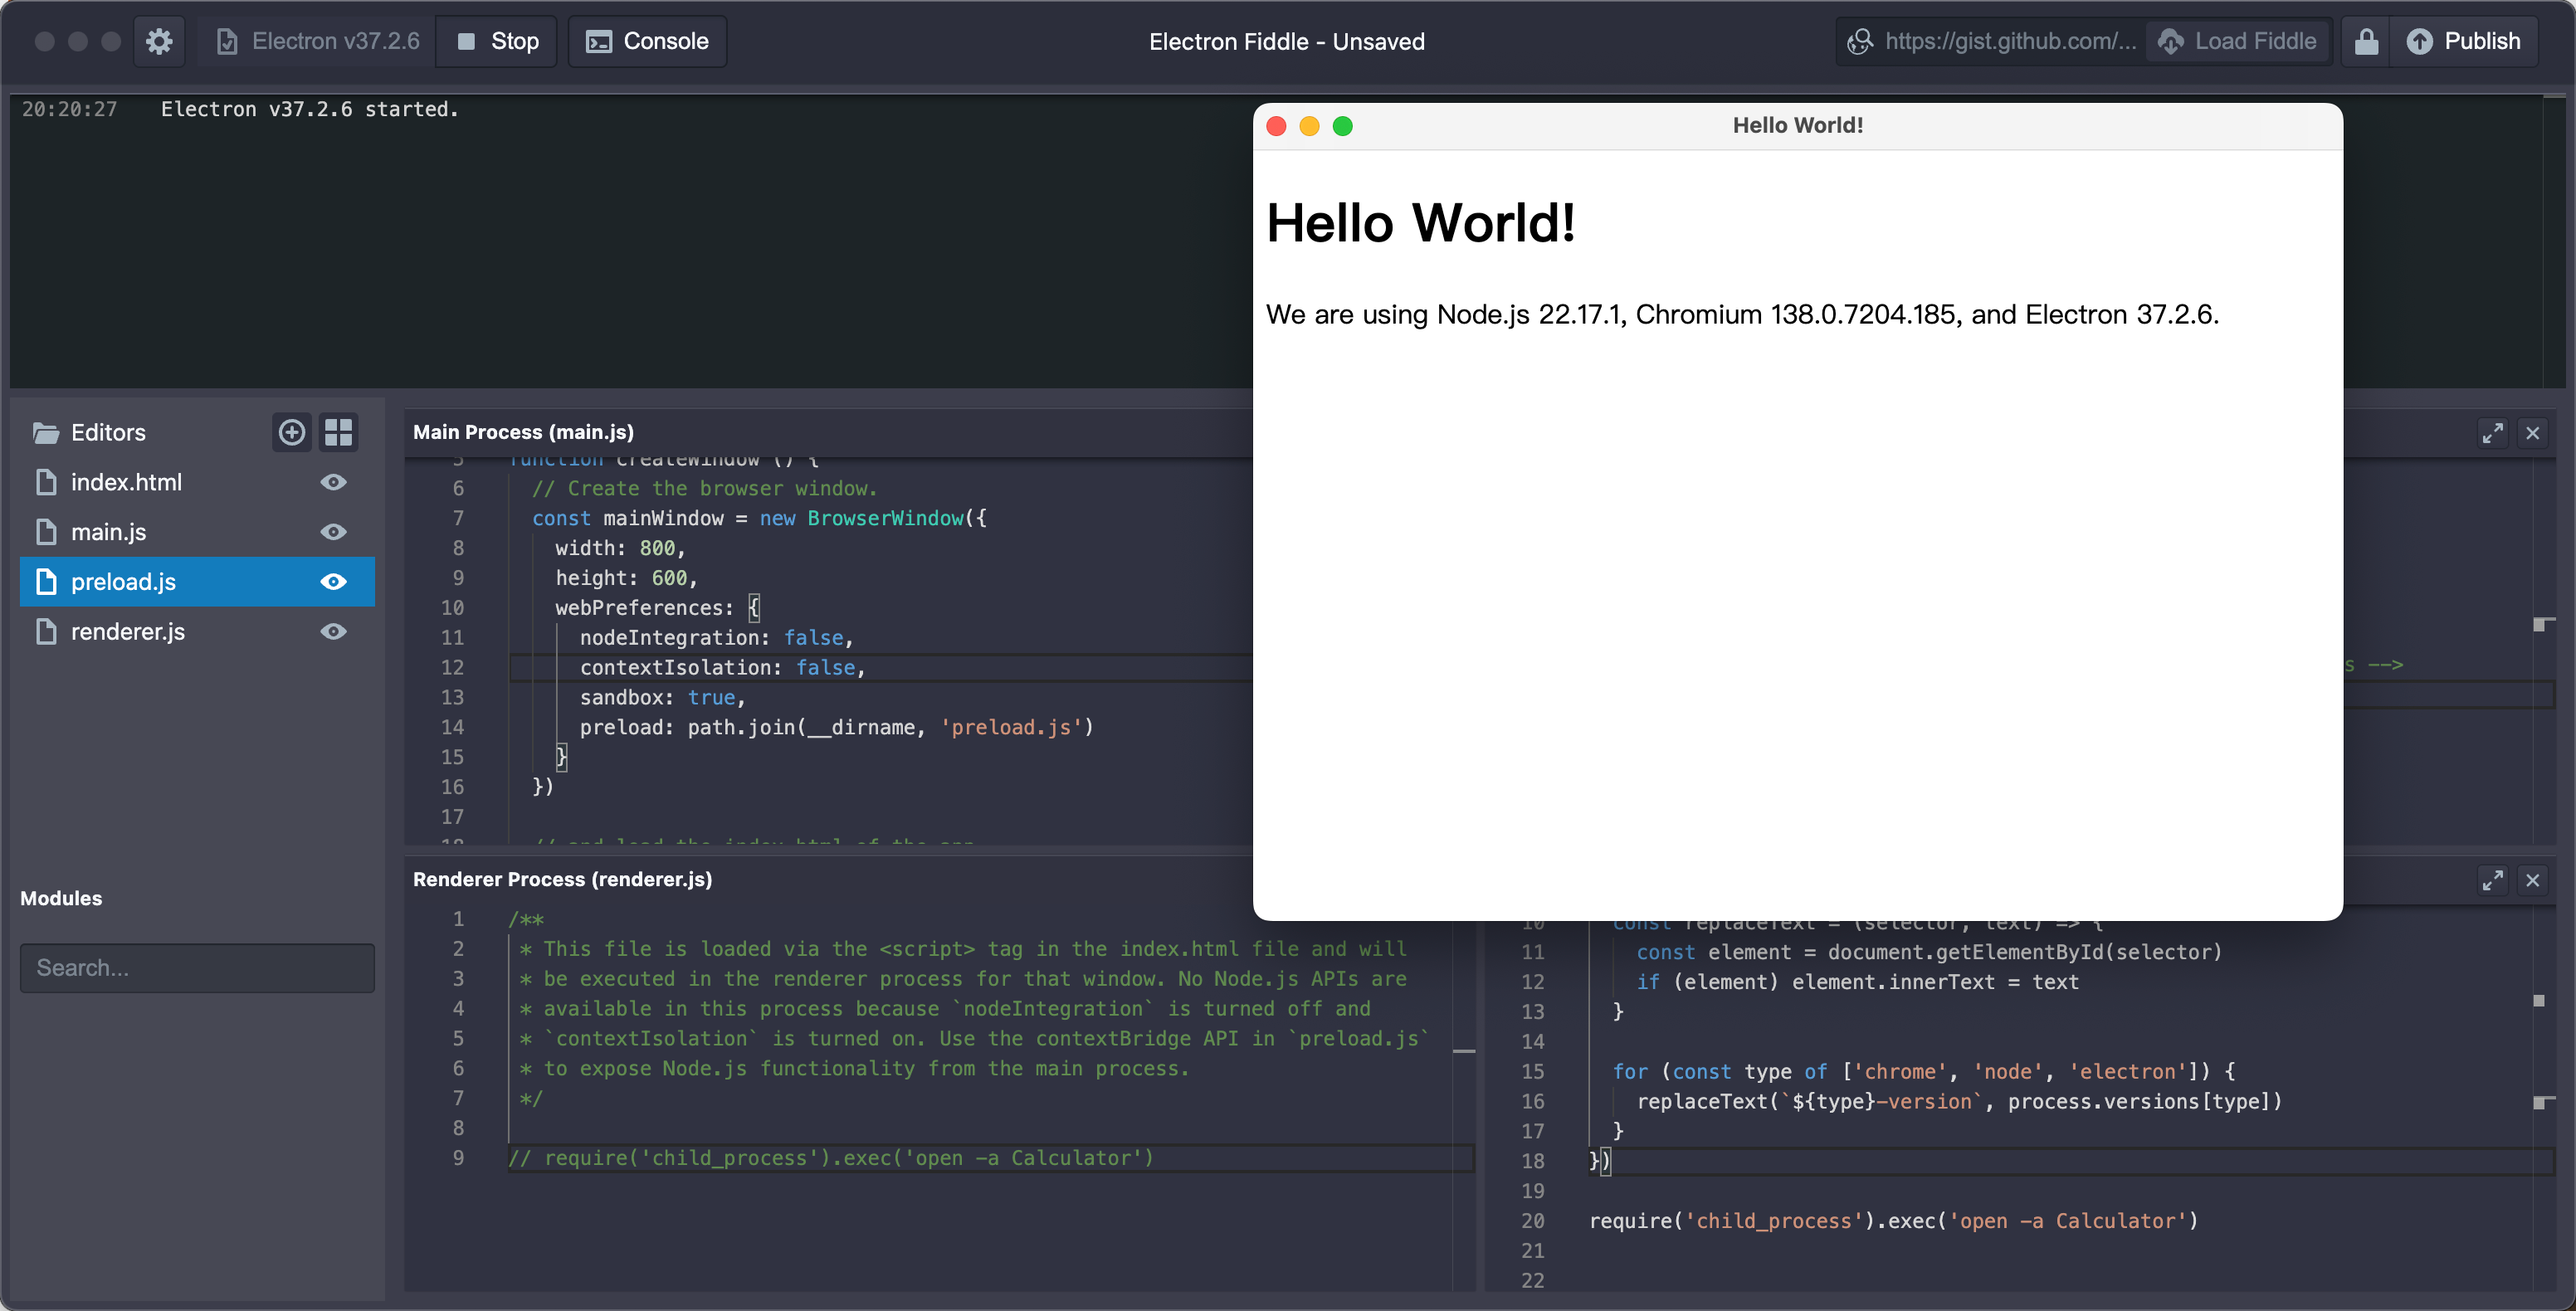 Electron v37.2.6
Stop
Console
Electron Fiddle - Unsaved
https://gist.github.com/...
Load Fiddle
Publish
20:20:27 Electron v37.2.6 started.
Hello World!
Hello World!
We are using Node.js 22.17.1, Chromium 138.0.7204.185, and Electron 37.2.6.
Editors
index.html
main.js
preload.js
renderer.js
Modules
Search...
Main Process (main.js)
5 function createWindow () {
6 // Create the browser window.
7 const mainWindow = new BrowserWindow({
8 width: 800,
9 height: 600,
10 webPreferences: {
11 nodeIntegration: false,
12 contextIsolation: false,
13 sandbox: true,
14 preload: path.join(__dirname, 'preload.js')
15 }
16 })
17
18 // and load the index.html of the app.
s -->
Renderer Process (renderer.js)
1 /**
2 * This file is loaded via the <script> tag in the index.html file and will
3 * be executed in the renderer process for that window. No Node.js APIs are
4 * available in this process because `nodeIntegration` is turned off and
5 * `contextIsolation` is turned on. Use the contextBridge API in `preload.js`
6 * to expose Node.js functionality from the main process.
7 */
8
9 // require('child_process').exec('open -a Calculator')
10 const replaceText = (selector, text) => {
11 const element = document.getElementById(selector)
12 if (element) element.innerText = text
13 }
14
15 for (const type of ['chrome', 'node', 'electron']) {
16 replaceText(`${type}-version`, process.versions[type])
17 }
18 })
19
20 require('child_process').exec('open -a Calculator')
21
22